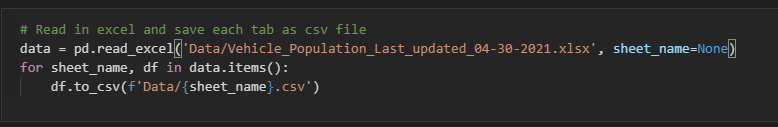 # Read in excel and save each tab as csv file
data = pd.read_excel('Data/Vehicle_Population_Last_updated_04-30-2021.xlsx', sheet_name=None)
for sheet_name, df in data.items():
    df.to_csv(f'Data/{sheet_name}.csv')